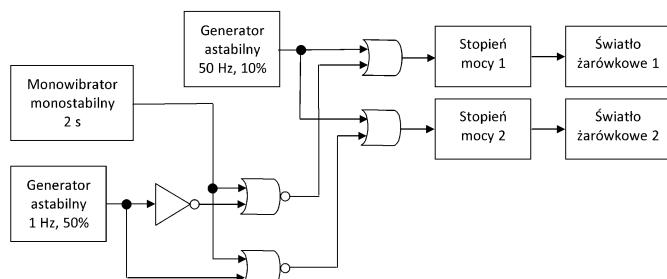 Generator
astabilny
50 Hz, 10%
Stopień
mocy 1
Światło
żarówkowe 1
Monowibrator
monostabilny
2 s
Stopień
mocy 2
Światło
żarówkowe 2
Generator
astabilny
1 Hz, 50%